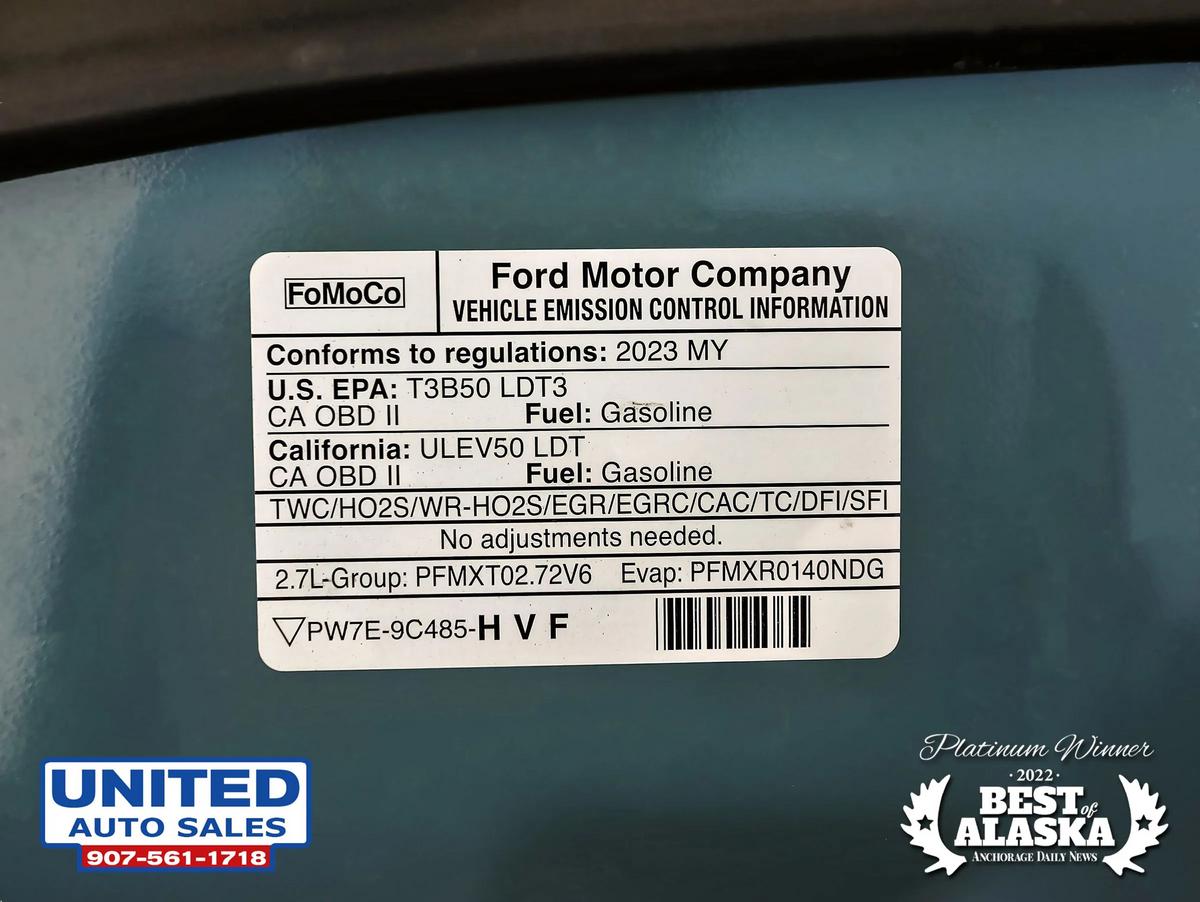 FoMoCo
Ford Motor Company
VEHICLE EMISSION CONTROL INFORMATION
Conforms to regulations: 2023 MY
U.S. EPA: T3B50 LDT3
CA OBD II Fuel: Gasoline
California: ULEV50 LDT
CA OBD II Fuel: Gasoline
TWC/HO2S/WR-HO2S/EGR/EGRC/CAC/TC/DFI/SFI
No adjustments needed.
2.7L-Group: PFMXT02.72V6 Evap: PFMXR0140NDG
PW7E-9C485-H V F
UNITED
AUTO SALES
907-561-1718
Platinum Winner
·2022·
BEST of
ALASKA
ANCHORAGE DAILY NEWS